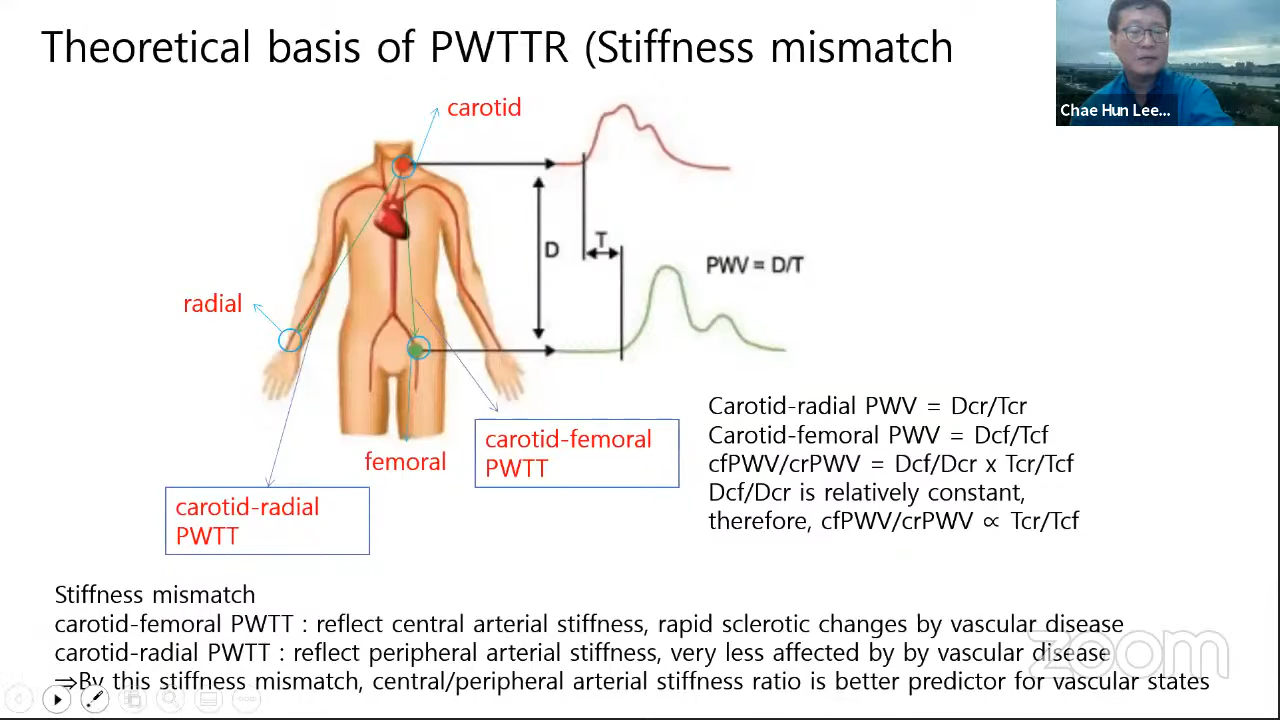 Theoretical basis of PWTTR (Stiffness mismatch
Chae Hun Lee...
carotid
T
D
PWV = D/T
radial
carotid-femoral
PWTT
femoral
carotid-radial
PWTT
Carotid-radial PWV = Dcr/Tcr
Carotid-femoral PWV = Dcf/Tcf
cfPWV/crPWV = Dcf/Dcr x Tcr/Tcf
Dcf/Dcr is relatively constant,
therefore, cfPWV/crPWV ∝ Tcr/Tcf
Stiffness mismatch
carotid-femoral PWTT : reflect central arterial stiffness, rapid sclerotic changes by vascular disease
carotid-radial PWTT : reflect peripheral arterial stiffness, very less affected by by vascular disease
⇒By this stiffness mismatch, central/peripheral arterial stiffness ratio is better predictor for vascular states
zoom